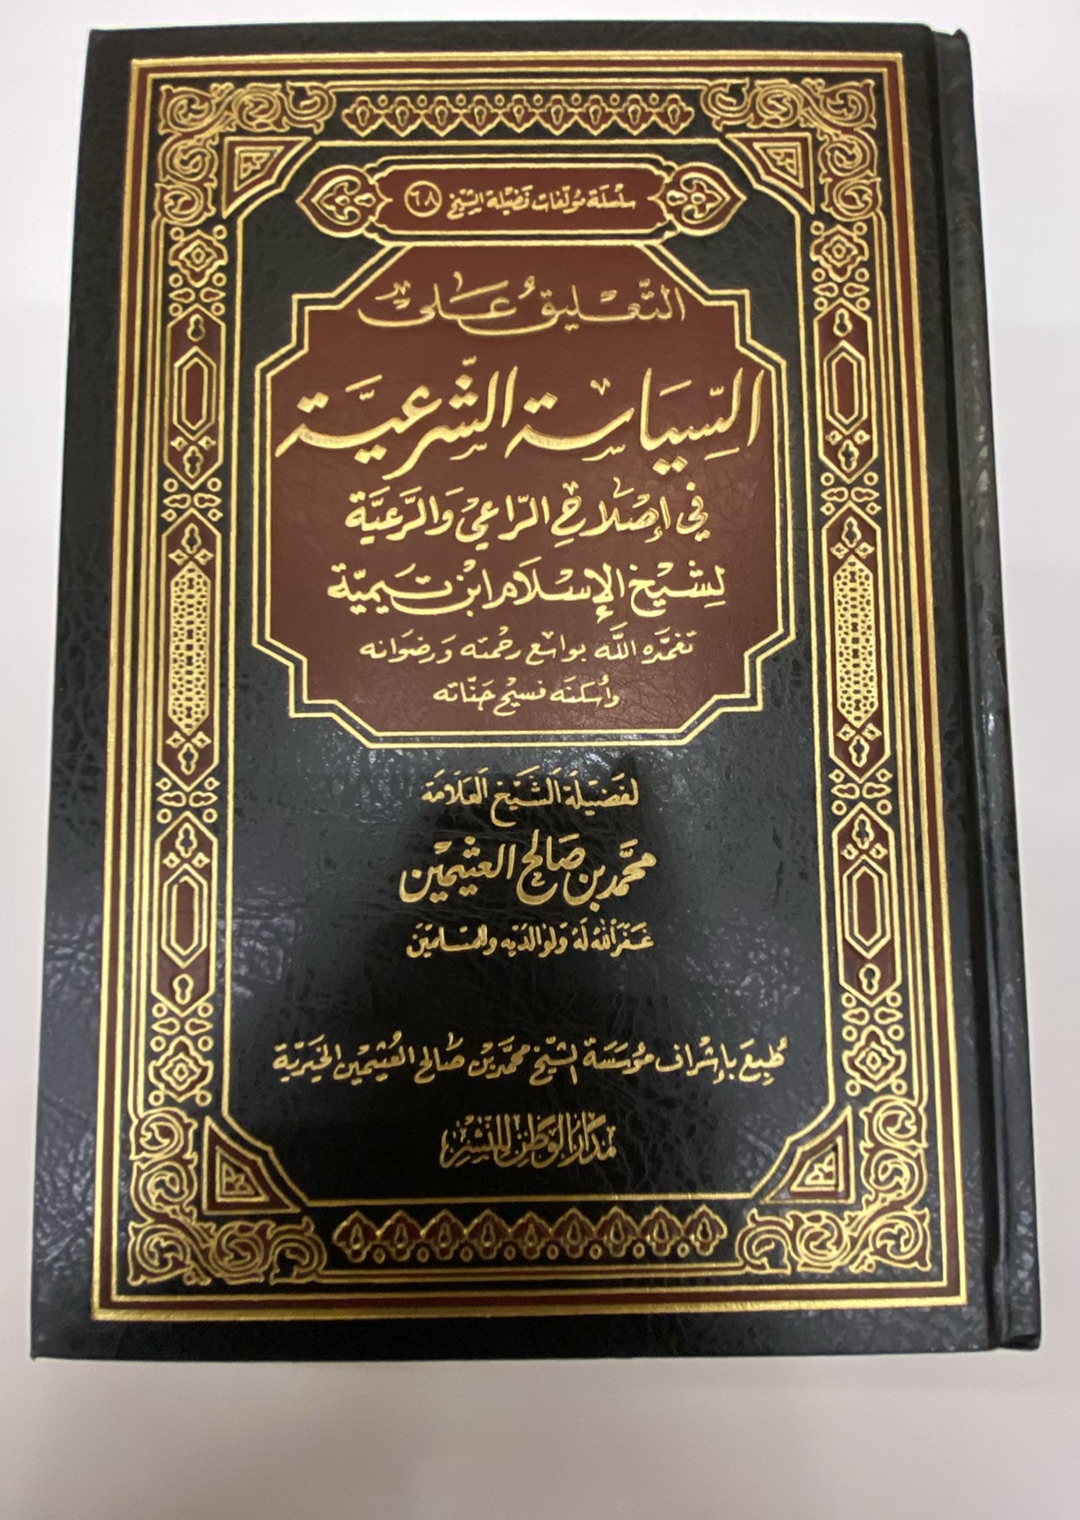 سلسلة مؤلفات فضيلة الشيخ ٦٨
التعليق على
السياسة الشرعية
في إصلاح الراعي والرعية
لشيخ الإسلام ابن تيمية
تغمده الله بواسع رحمته ورضوانه
وأسكنه فسيح جناته
لفضيلة الشيخ العلامة
محمد بن صالح العثيمين
غفر الله له ولوالديه وللمسلمين
طبع بإشراف مؤسسة الشيخ محمد بن صالح العثيمين الخيرية
مدار الوطن للنشر